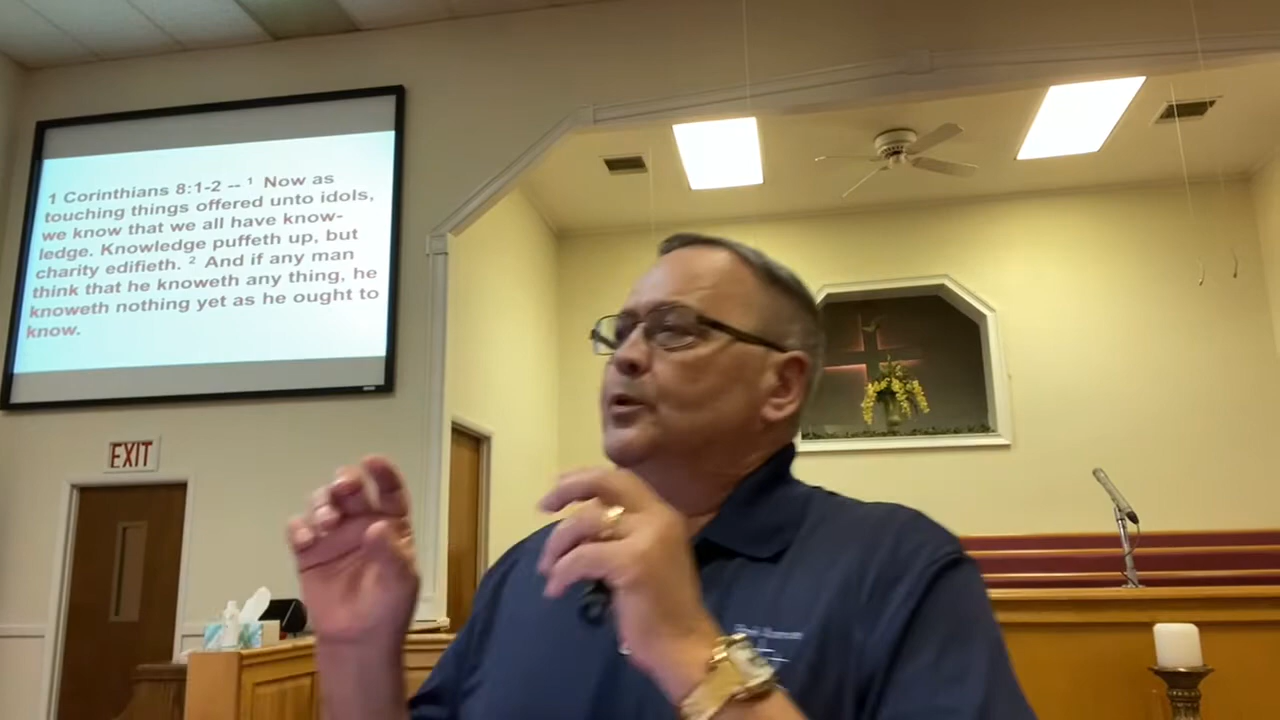 1 Corinthians 8:1-2 -- 1 Now as
touching things offered unto idols,
we know that we all have know-
ledge. Knowledge puffeth up, but
charity edifieth. 2 And if any man
think that he knoweth any thing, he
knoweth nothing yet as he ought to
know.
EXIT